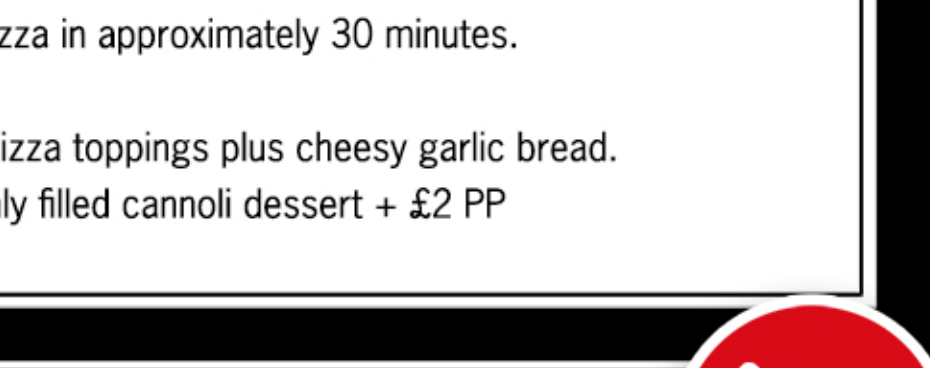 zza in approximately 30 minutes.
izza toppings plus cheesy garlic bread.
ly filled cannoli dessert + £2 PP